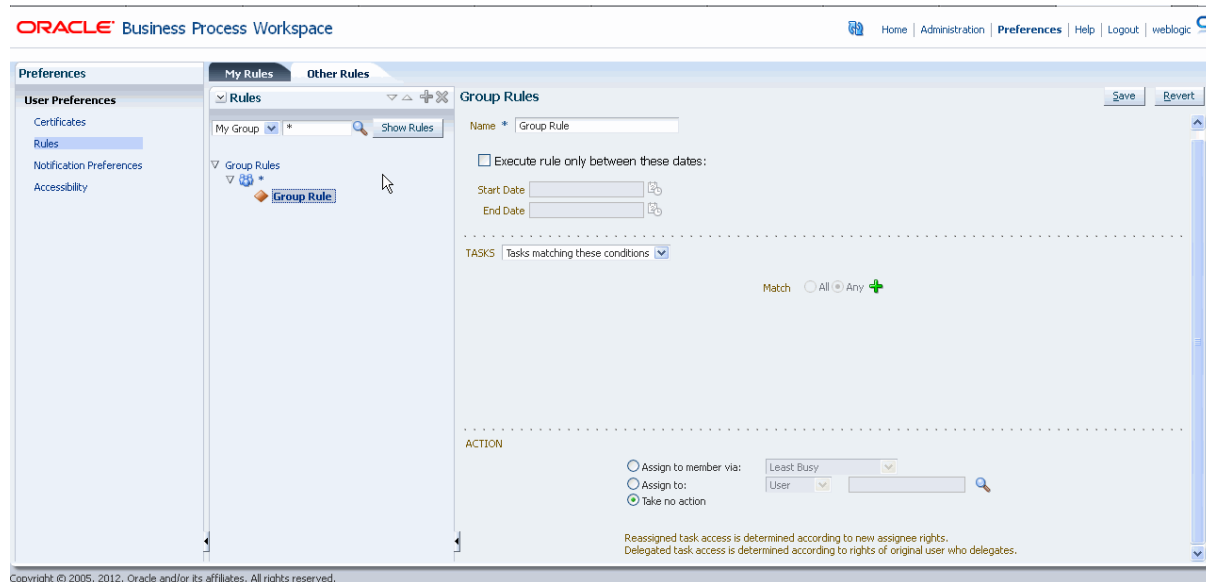 ORACLE Business Process Workspace
Home | Administration | Preferences | Help | Logout | weblogic
Preferences
User Preferences
Certificates
Rules
Notification Preferences
Accessibility
My Rules
Other Rules
Rules
My Group
*
Show Rules
Group Rules
*
Group Rule
Group Rules
Save
Revert
Name * Group Rule
Execute rule only between these dates:
Start Date
End Date
TASKS Tasks matching these conditions
Match All Any
ACTION
Assign to member via: Least Busy
Assign to: User
Take no action
Reassigned task access is determined according to new assignee rights.
Delegated task access is determined according to rights of original user who delegates.
Copyright © 2005, 2012, Oracle and/or its affiliates. All rights reserved.